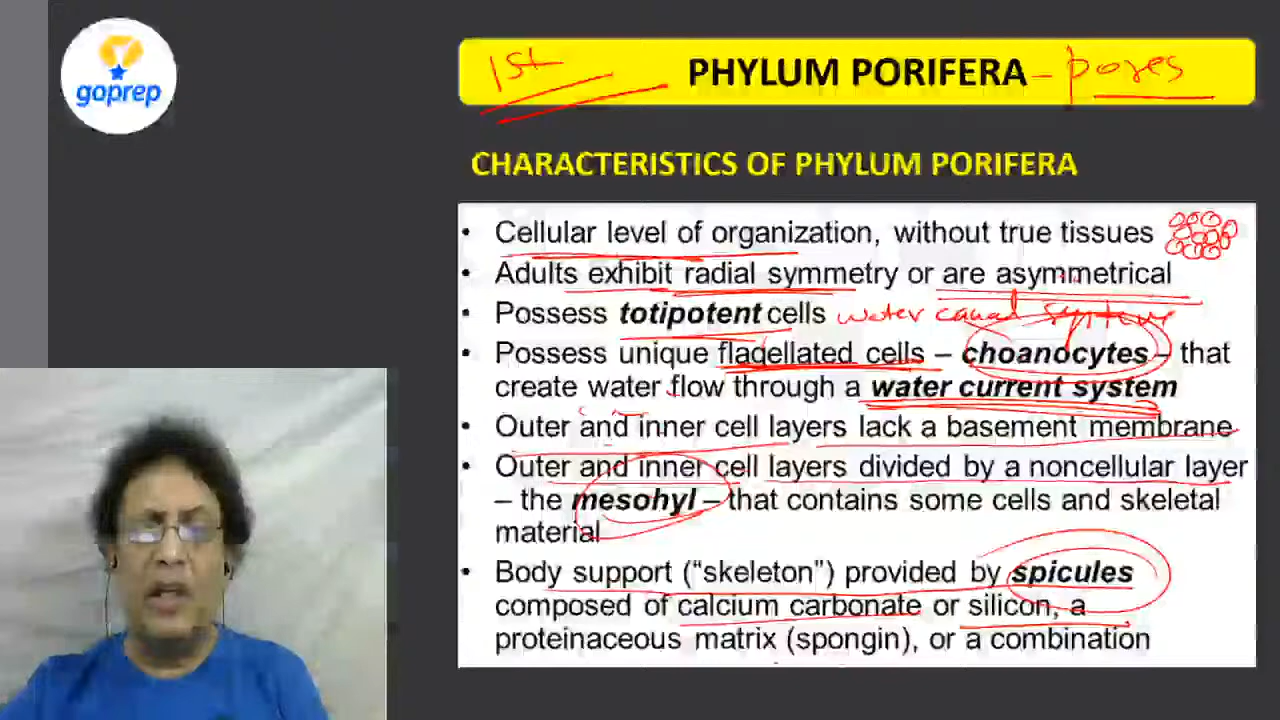 goprep
1st PHYLUM PORIFERA - pores
CHARACTERISTICS OF PHYLUM PORIFERA
• Cellular level of organization, without true tissues
• Adults exhibit radial symmetry or are asymmetrical
• Possess totipotent cells water canal system
• Possess unique flagellated cells – choanocytes – that
create water flow through a water current system
• Outer and inner cell layers lack a basement membrane
• Outer and inner cell layers divided by a noncellular layer
– the mesohyl – that contains some cells and skeletal
material
• Body support (“skeleton”) provided by spicules
composed of calcium carbonate or silicon, a
proteinaceous matrix (spongin), or a combination